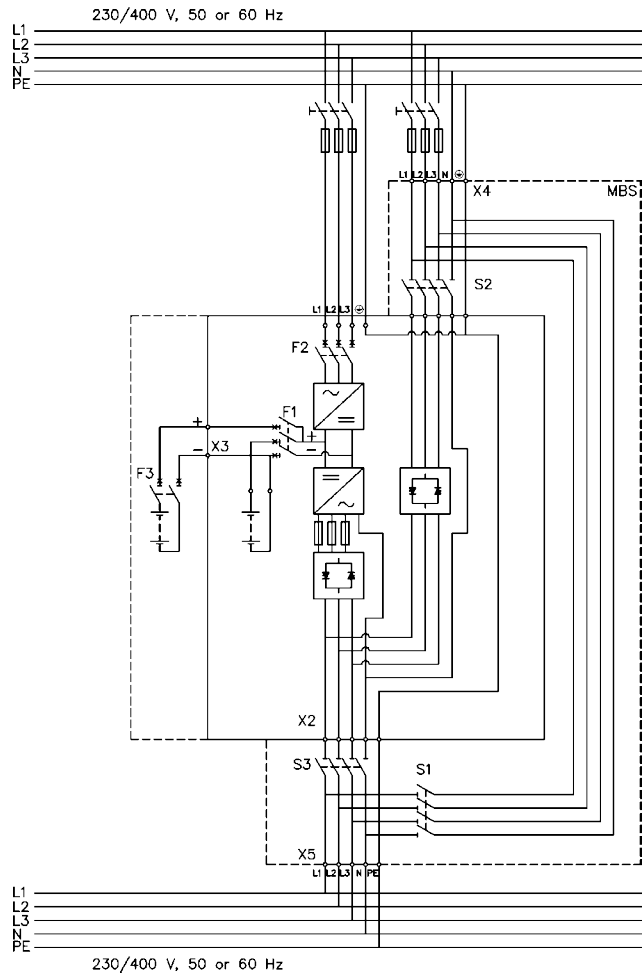 230/400 V, 50 or 60 Hz
L1
L2
L3
N
PE
L1 L2 L3 N
X4
MBS
S2
L1 L2 L3
F2
F1
+
+
X3
−
−
F3
X2
S3
S1
X5
L1 L2 L3 N PE
L1
L2
L3
N
PE
230/400 V, 50 or 60 Hz